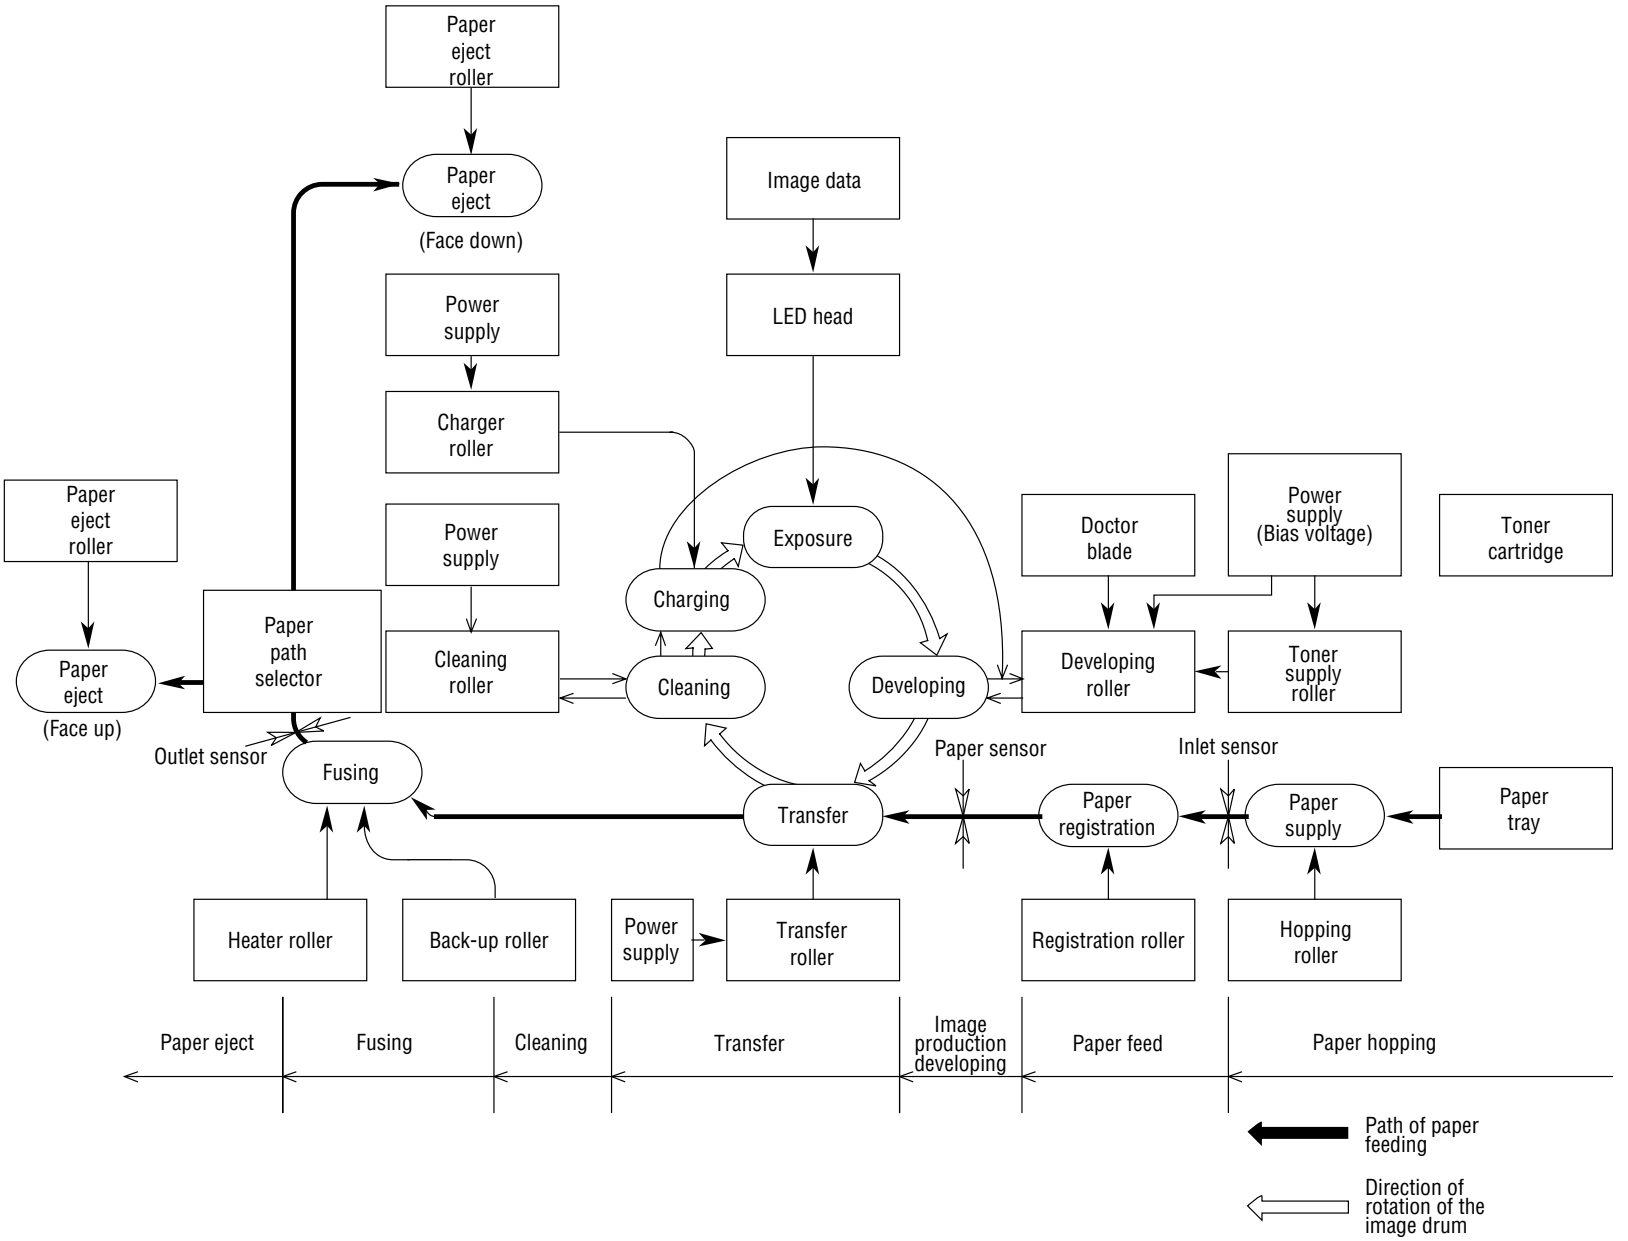 Paper
eject
roller
Paper
eject
(Face down)
Image data
Power
supply
LED head
Charger
roller
Paper
eject
roller
Power
supply
Exposure
Doctor
blade
Power
supply
(Bias voltage)
Toner
cartridge
Charging
Paper
path
selector
Cleaning
roller
Cleaning
Developing
Developing
roller
Toner
supply
roller
Paper
eject
(Face up)
Outlet sensor
Fusing
Paper sensor
Inlet sensor
Transfer
Paper
registration
Paper
supply
Paper
tray
Heater roller
Back-up roller
Power
supply
Transfer
roller
Registration roller
Hopping
roller
Paper eject
Fusing
Cleaning
Transfer
Image
production
developing
Paper feed
Paper hopping
Path of paper
feeding
Direction of
rotation of the
image drum